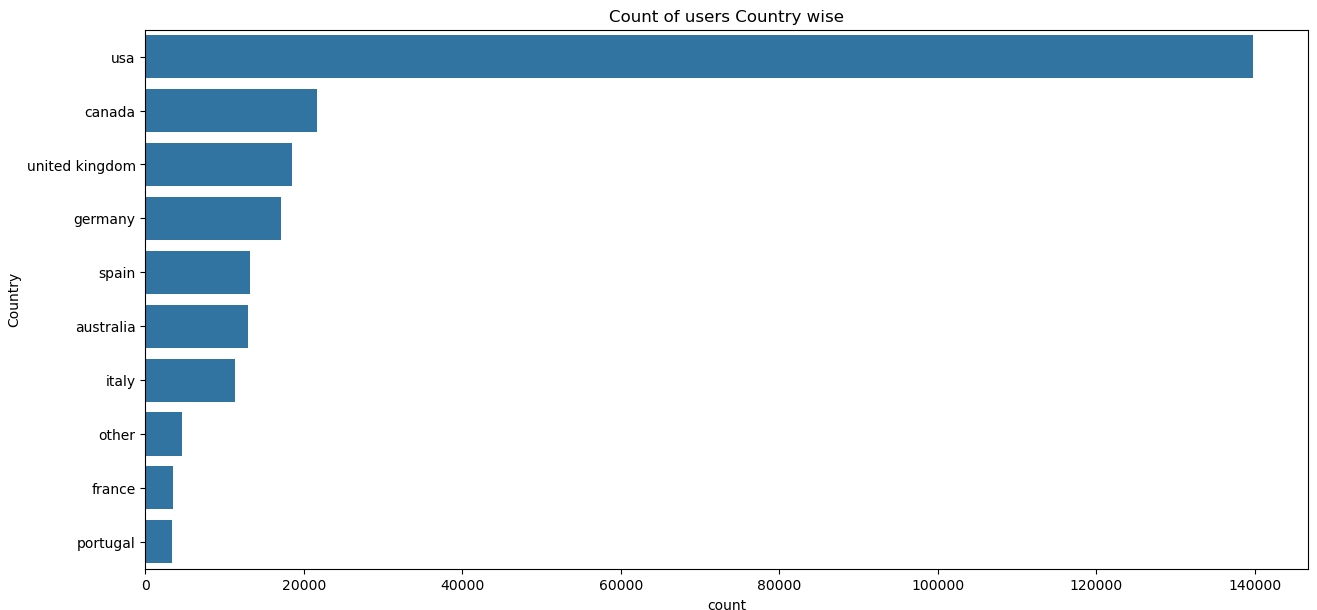 Count of users Country wise
Country
usa
canada
united kingdom
germany
spain
australia
italy
other
france
portugal
0 20000 40000 60000 80000 100000 120000 140000
count